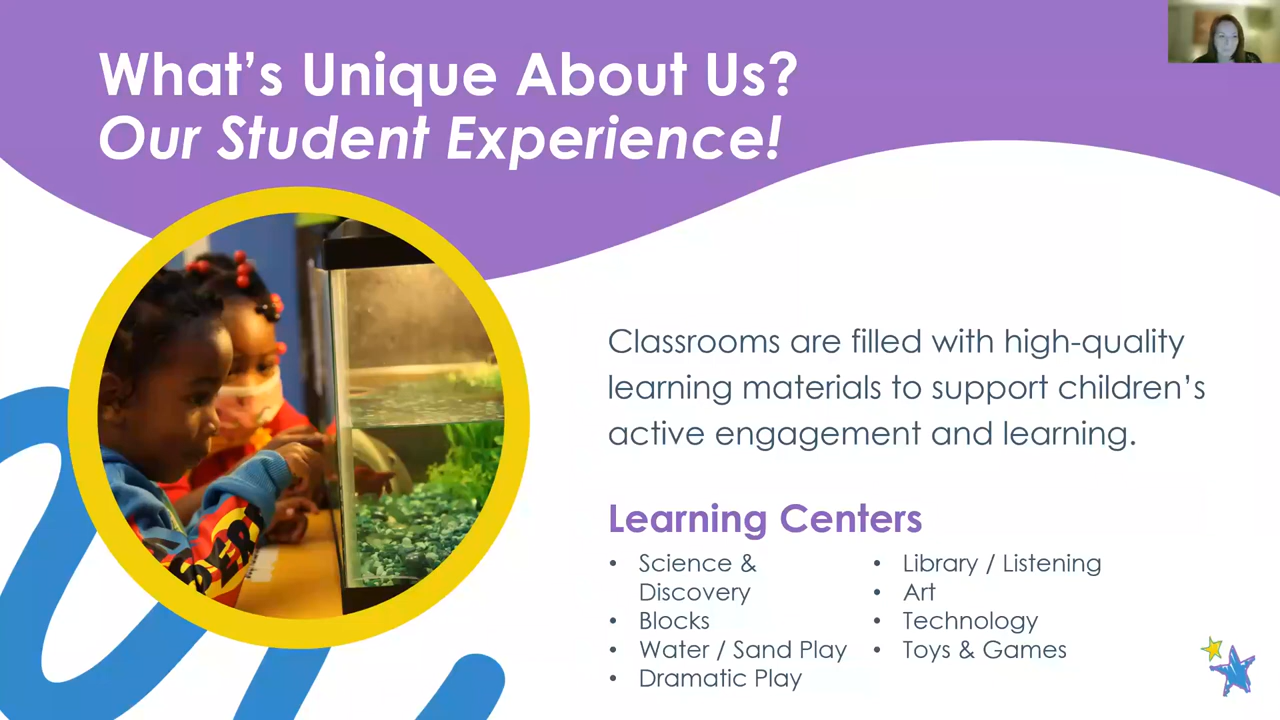 What's Unique About Us?
Our Student Experience!
Classrooms are filled with high-quality
learning materials to support children's
active engagement and learning.
Learning Centers
• Science &
Discovery
• Blocks
• Water / Sand Play
• Dramatic Play
• Library / Listening
• Art
• Technology
• Toys & Games